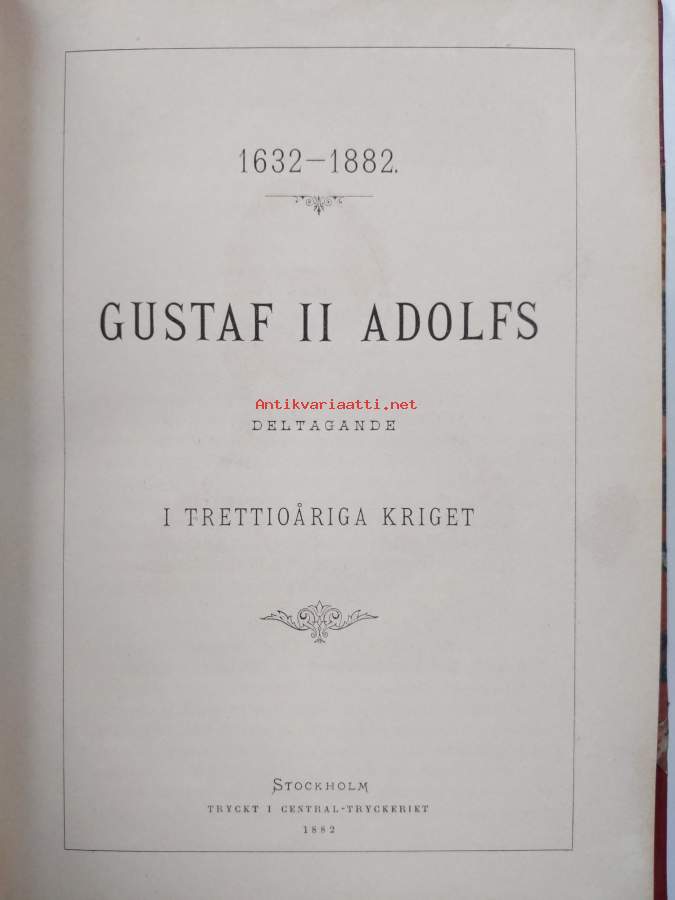 1632—1882.
GUSTAF II ADOLFS
Antikvariaatti.net
DELTAGANDE
I TRETTIOÅRIGA KRIGET
STOCKHOLM
TRYCKT I CENTRAL-TRYCKERIET
1882